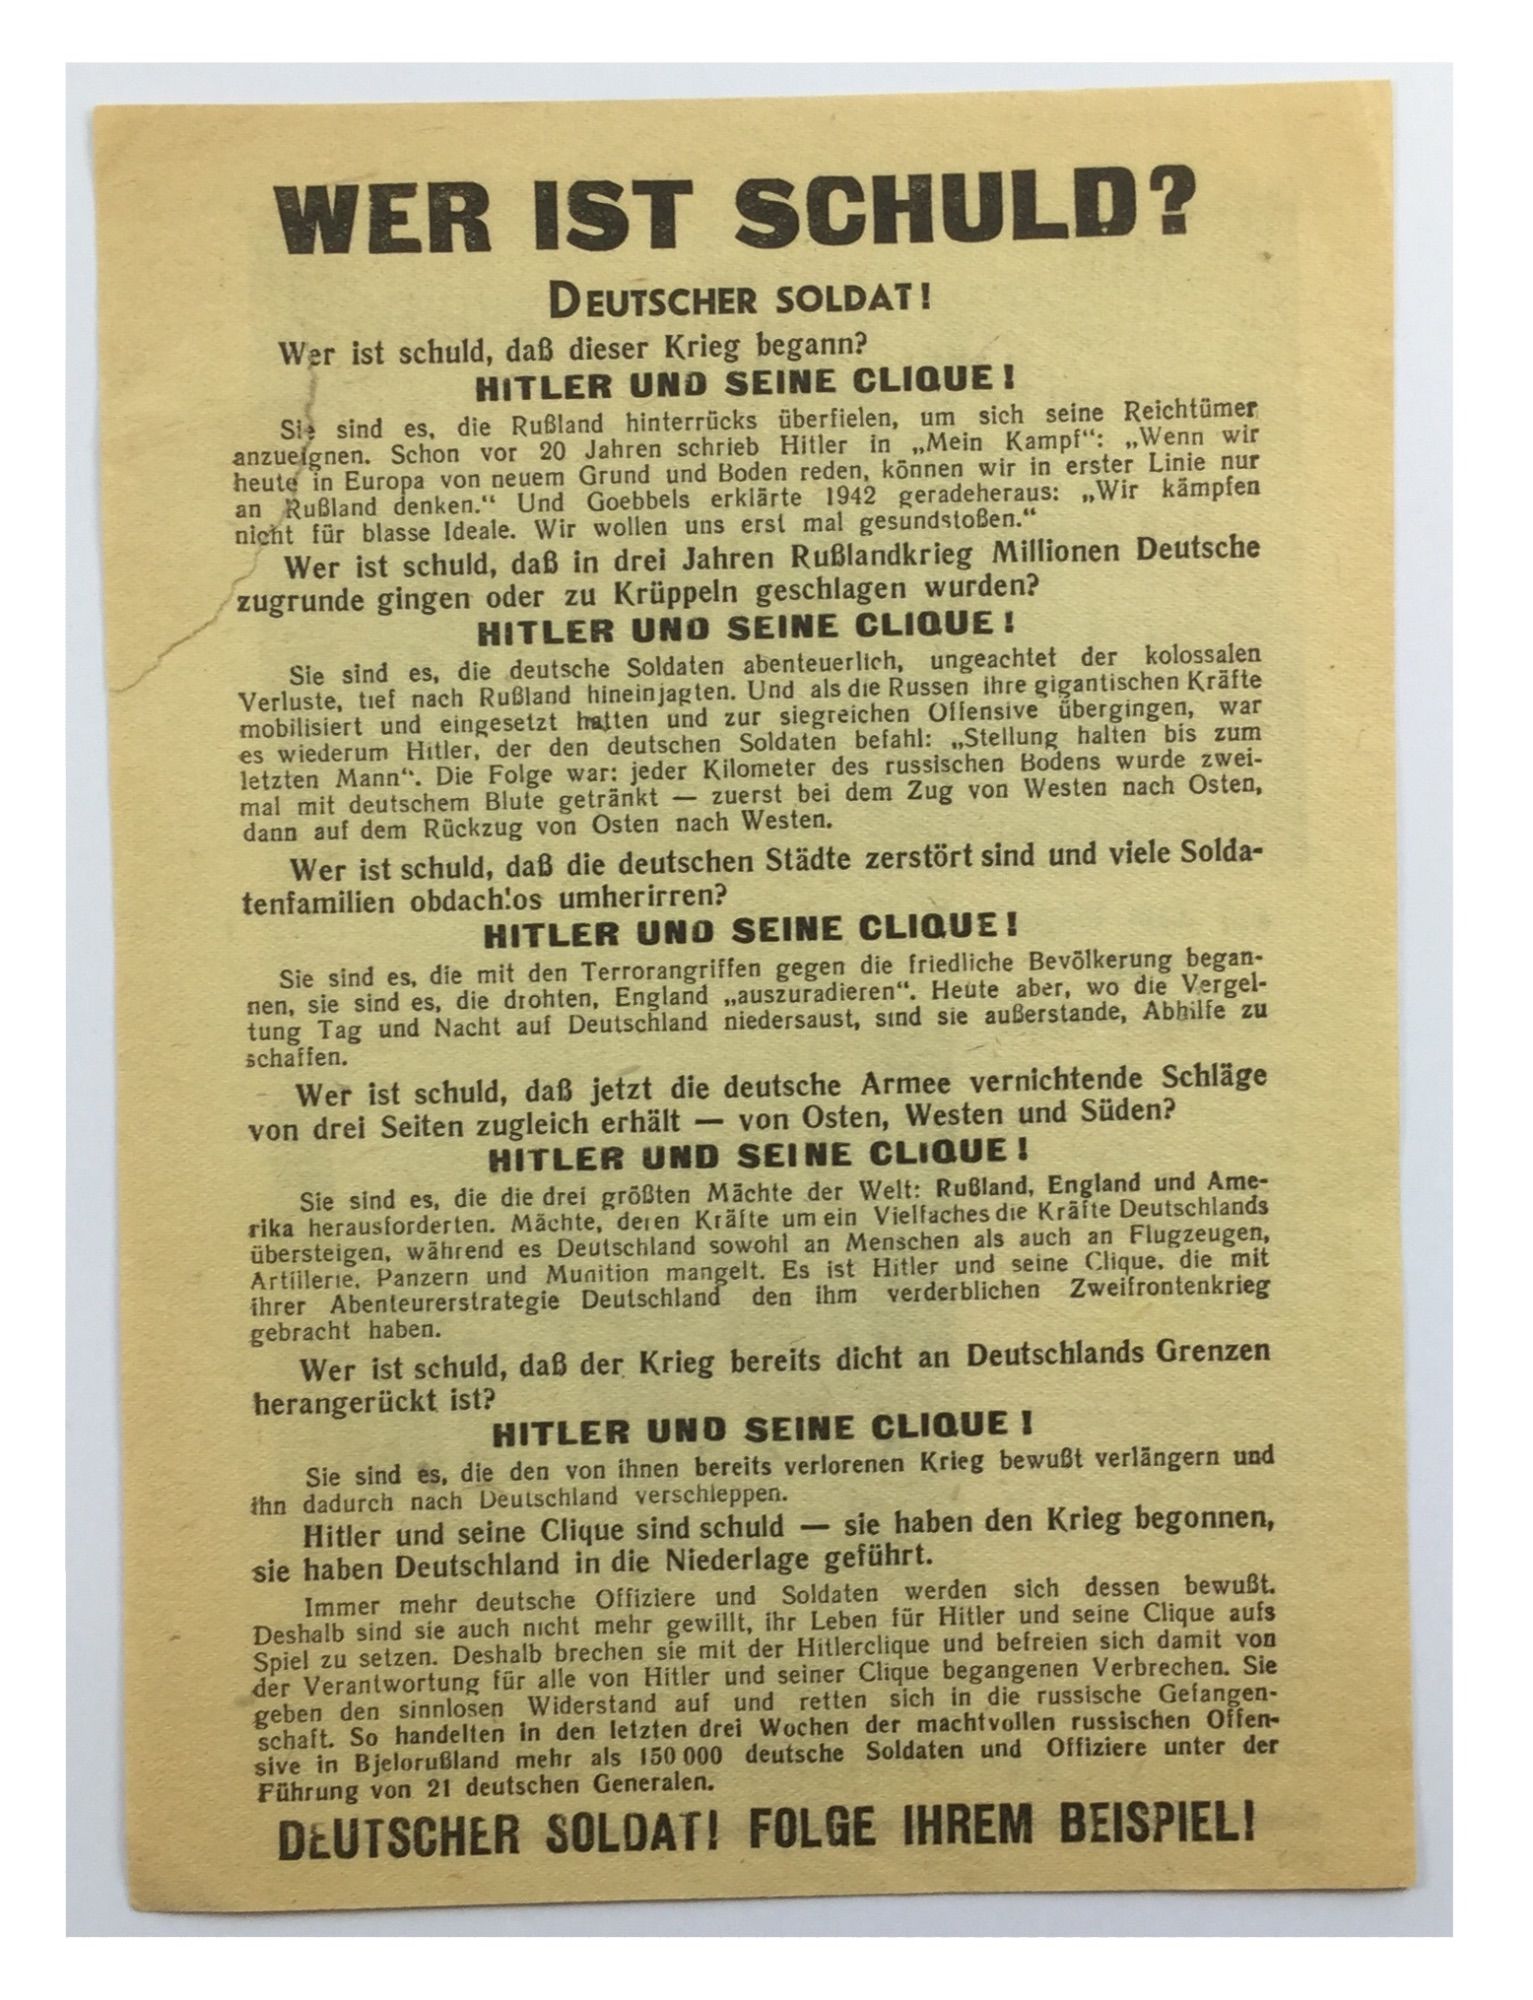 WER IST SCHULD?
DEUTSCHER SOLDAT!
Wer ist schuld, daß dieser Krieg begann?
HITLER UND SEINE CLIQUE!
Sie sind es, die Rußland hinterrücks überfielen, um sich seine Reichtümer
anzueignen. Schon vor 20 Jahren schrieb Hitler in „Mein Kampf“: „Wenn wir
heute in Europa von neuem Grund und Boden reden, können wir in erster Linie nur
an Rußland denken.“ Und Goebbels erklärte 1942 geradeheraus: „Wir kämpfen
nicht für blasse Ideale. Wir wollen uns erst mal gesundstoßen.“
Wer ist schuld, daß in drei Jahren Rußlandkrieg Millionen Deutsche
zugrunde gingen oder zu Krüppeln geschlagen wurden?
HITLER UND SEINE CLIQUE!
Sie sind es, die deutsche Soldaten abenteuerlich, ungeachtet der kolossalen
Verluste, tief nach Rußland hineinjagten. Und als die Russen ihre gigantischen Kräfte
mobilisiert und eingesetzt hatten und zur siegreichen Offensive übergingen, war
es wiederum Hitler, der den deutschen Soldaten befahl: „Stellung halten bis zum
letzten Mann“. Die Folge war: jeder Kilometer des russischen Bodens wurde zwei-
mal mit deutschem Blute getränkt — zuerst bei dem Zug von Westen nach Osten,
dann auf dem Rückzug von Osten nach Westen.
Wer ist schuld, daß die deutschen Städte zerstört sind und viele Solda-
tenfamilien obdachlos umherirren?
HITLER UND SEINE CLIQUE!
Sie sind es, die mit den Terrorangriffen gegen die friedliche Bevölkerung began-
nen, sie sind es, die drohten, England „auszuradieren“. Heute aber, wo die Vergel-
tung Tag und Nacht auf Deutschland niedersaust, sind sie außerstande, Abhilfe zu
schaffen.
Wer ist schuld, daß jetzt die deutsche Armee vernichtende Schläge
von drei Seiten zugleich erhält — von Osten, Westen und Süden?
HITLER UND SEINE CLIQUE!
Sie sind es, die die drei größten Mächte der Welt: Rußland, England und Ame-
rika herausforderten. Mächte, deren Kräfte um ein Vielfaches die Kräfte Deutschlands
übersteigen, während es Deutschland sowohl an Menschen als auch an Flugzeugen,
Artillerie, Panzern und Munition mangelt. Es ist Hitler und seine Clique, die mit
ihrer Abenteurerstrategie Deutschland den ihm verderblichen Zweifrontenkrieg
gebracht haben.
Wer ist schuld, daß der Krieg bereits dicht an Deutschlands Grenzen
herangerückt ist?
HITLER UND SEINE CLIQUE!
Sie sind es, die den von ihnen bereits verlorenen Krieg bewußt verlängern und
ihn dadurch nach Deutschland verschleppen.
Hitler und seine Clique sind schuld — sie haben den Krieg begonnen,
sie haben Deutschland in die Niederlage geführt.
Immer mehr deutsche Offiziere und Soldaten werden sich dessen bewußt.
Deshalb sind sie auch nicht mehr gewillt, ihr Leben für Hitler und seine Clique aufs
Spiel zu setzen. Deshalb brechen sie mit der Hitlerclique und befreien sich damit von
der Verantwortung für alle von Hitler und seiner Clique begangenen Verbrechen. Sie
geben den sinnlosen Widerstand auf und retten sich in die russische Gefangen-
schaft. So handelten in den letzten drei Wochen der machtvollen russischen Offen-
sive in Bjelorußland mehr als 150 000 deutsche Soldaten und Offiziere unter der
Führung von 21 deutschen Generalen.
DEUTSCHER SOLDAT! FOLGE IHREM BEISPIEL!